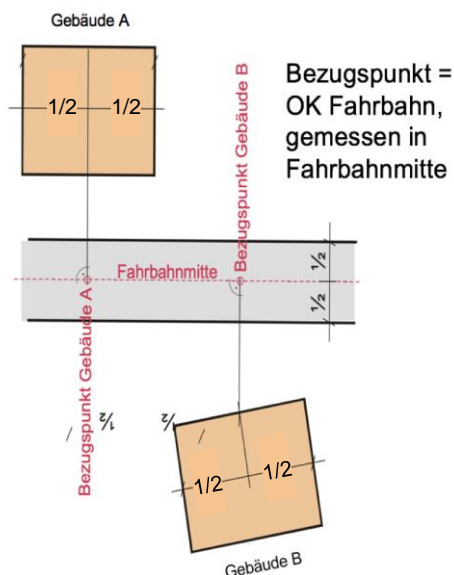 Gebäude A
1/2 1/2
Bezugspunkt Gebäude B
Bezugspunkt =
OK Fahrbahn,
gemessen in
Fahrbahnmitte
Fahrbahnmitte
½
½
Bezugspunkt Gebäude A
½
½
1/2 1/2
Gebäude B